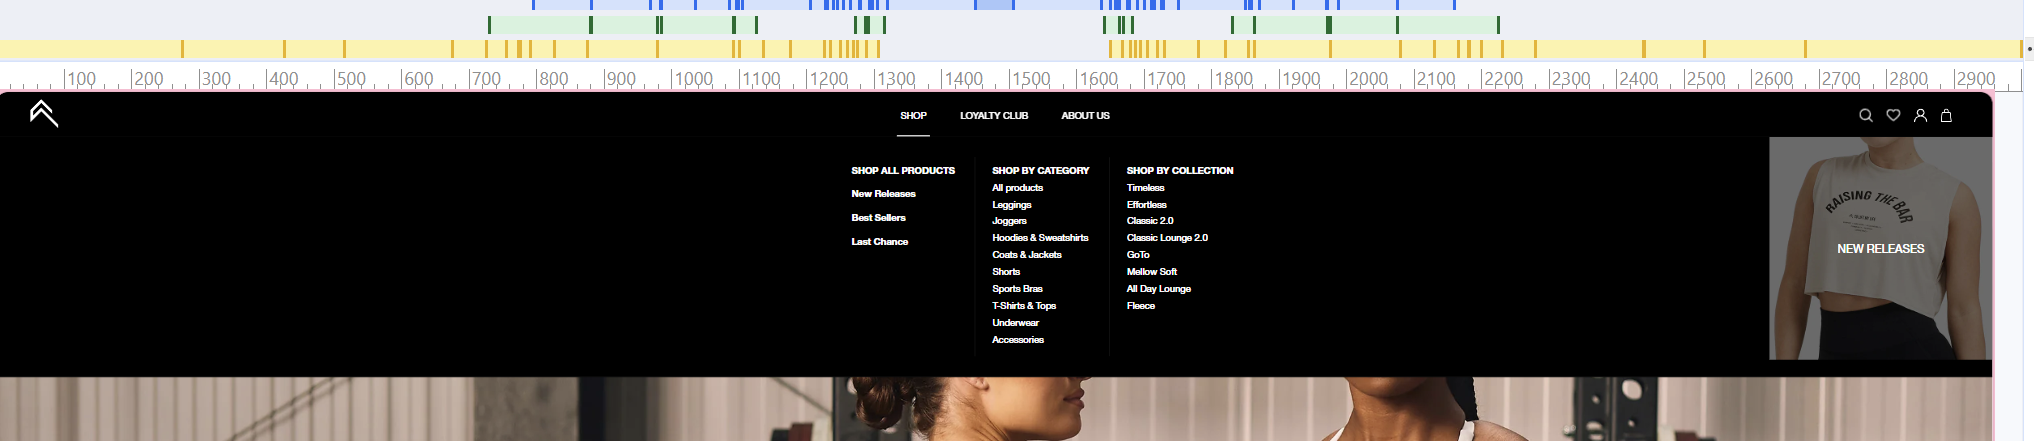 100 200 300 400 500 600 700 800 900 1000 1100 1200 1300 1400 1500 1600 1700 1800 1900 2000 2100 2200 2300 2400 2500 2600 2700 2800 2900
SHOP LOYALTY CLUB ABOUT US
SHOP ALL PRODUCTS
New Releases
Best Sellers
Last Chance
SHOP BY CATEGORY
All products
Leggings
Joggers
Hoodies & Sweatshirts
Coats & Jackets
Shorts
Sports Bras
T-Shirts & Tops
Underwear
Accessories
SHOP BY COLLECTION
Timeless
Effortless
Classic 2.0
Classic Lounge 2.0
GoTo
Mellow Soft
All Day Lounge
Fleece
RAISING THE BAR
NEW RELEASES